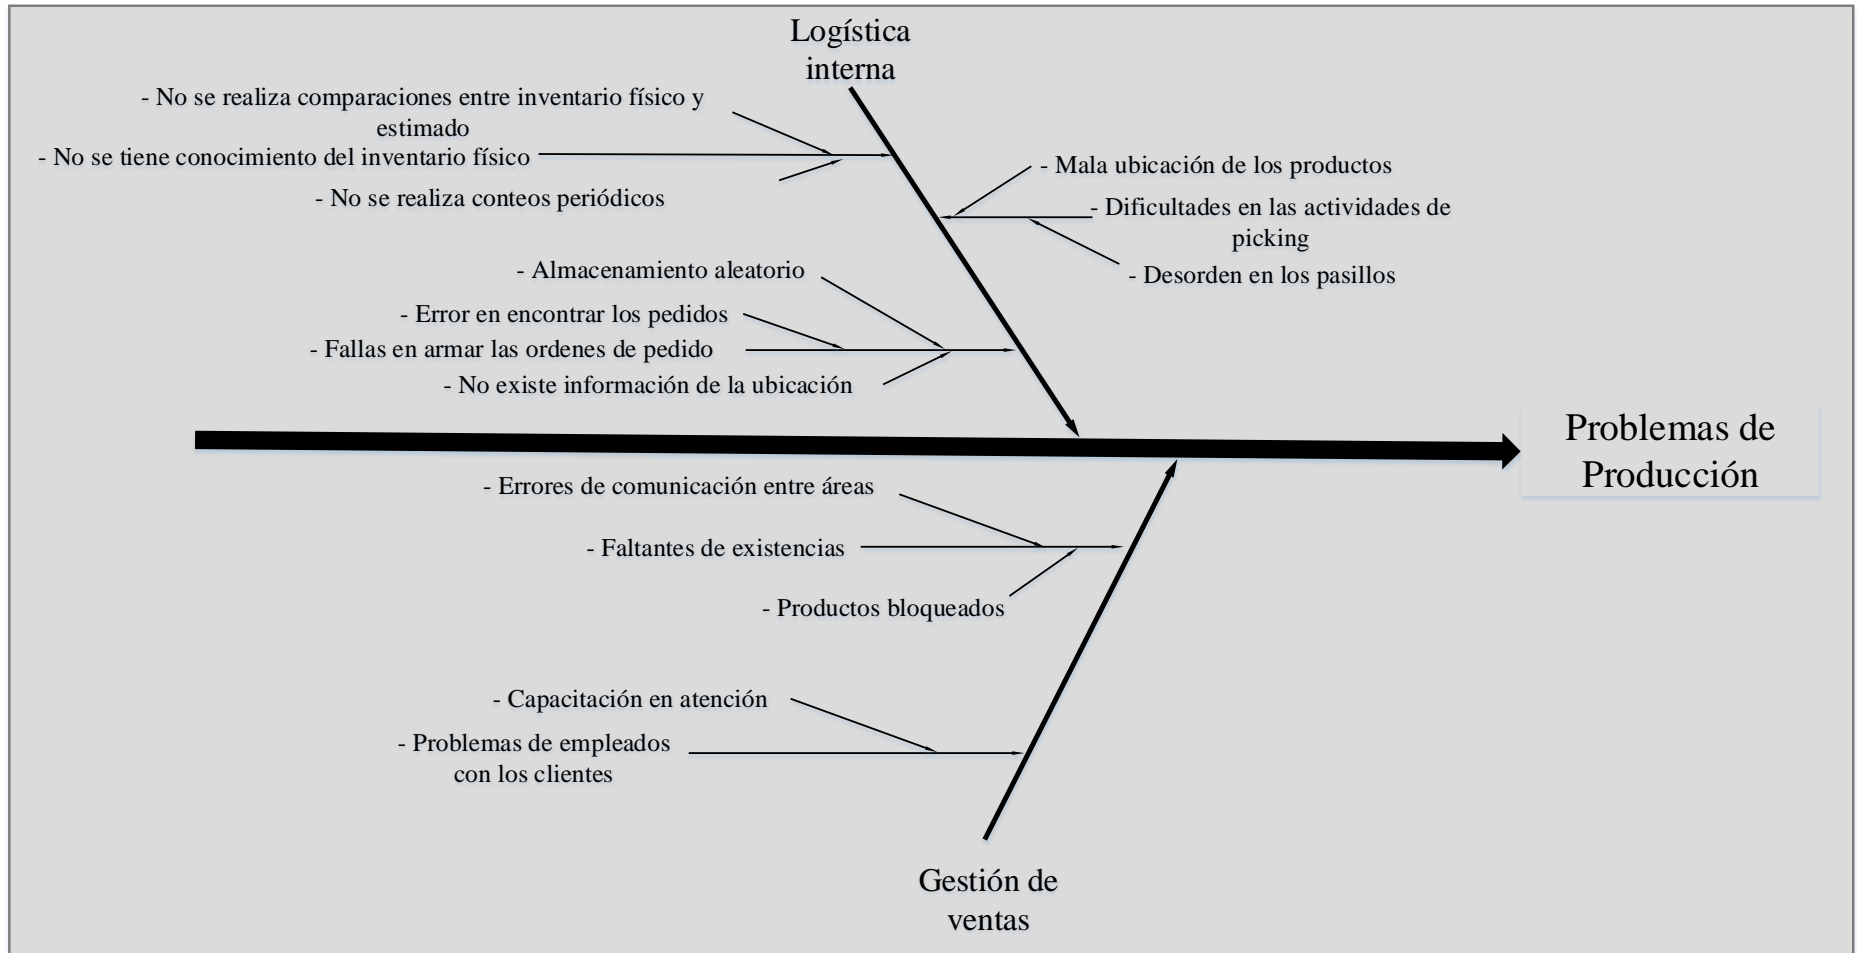 Logística
interna
- No se realiza comparaciones entre inventario físico y
estimado
- No se tiene conocimiento del inventario físico
- No se realiza conteos periódicos
- Mala ubicación de los productos
- Dificultades en las actividades de
picking
- Desorden en los pasillos
- Almacenamiento aleatorio
- Error en encontrar los pedidos
- Fallas en armar las ordenes de pedido
- No existe información de la ubicación
Problemas de
Producción
- Errores de comunicación entre áreas
- Faltantes de existencias
- Productos bloqueados
- Capacitación en atención
- Problemas de empleados
con los clientes
Gestión de
ventas